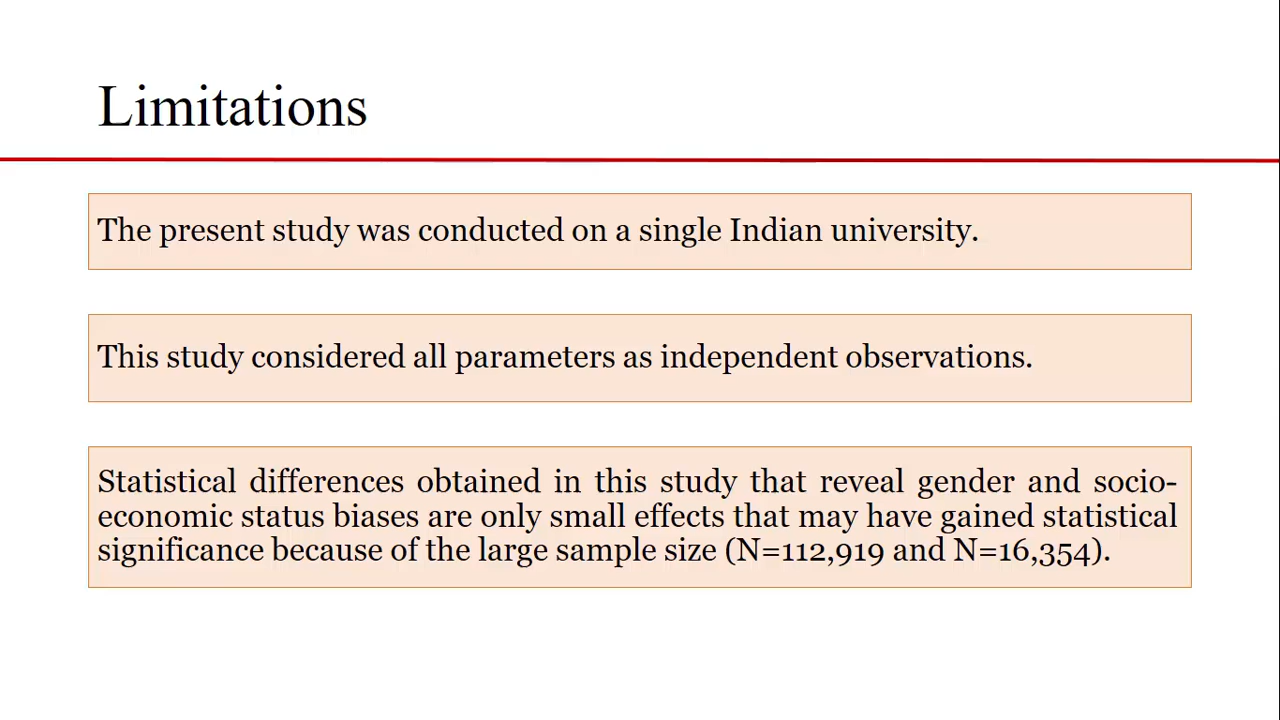 Limitations
The present study was conducted on a single Indian university.
This study considered all parameters as independent observations.
Statistical differences obtained in this study that reveal gender and socio-
economic status biases are only small effects that may have gained statistical
significance because of the large sample size (N=112,919 and N=16,354).